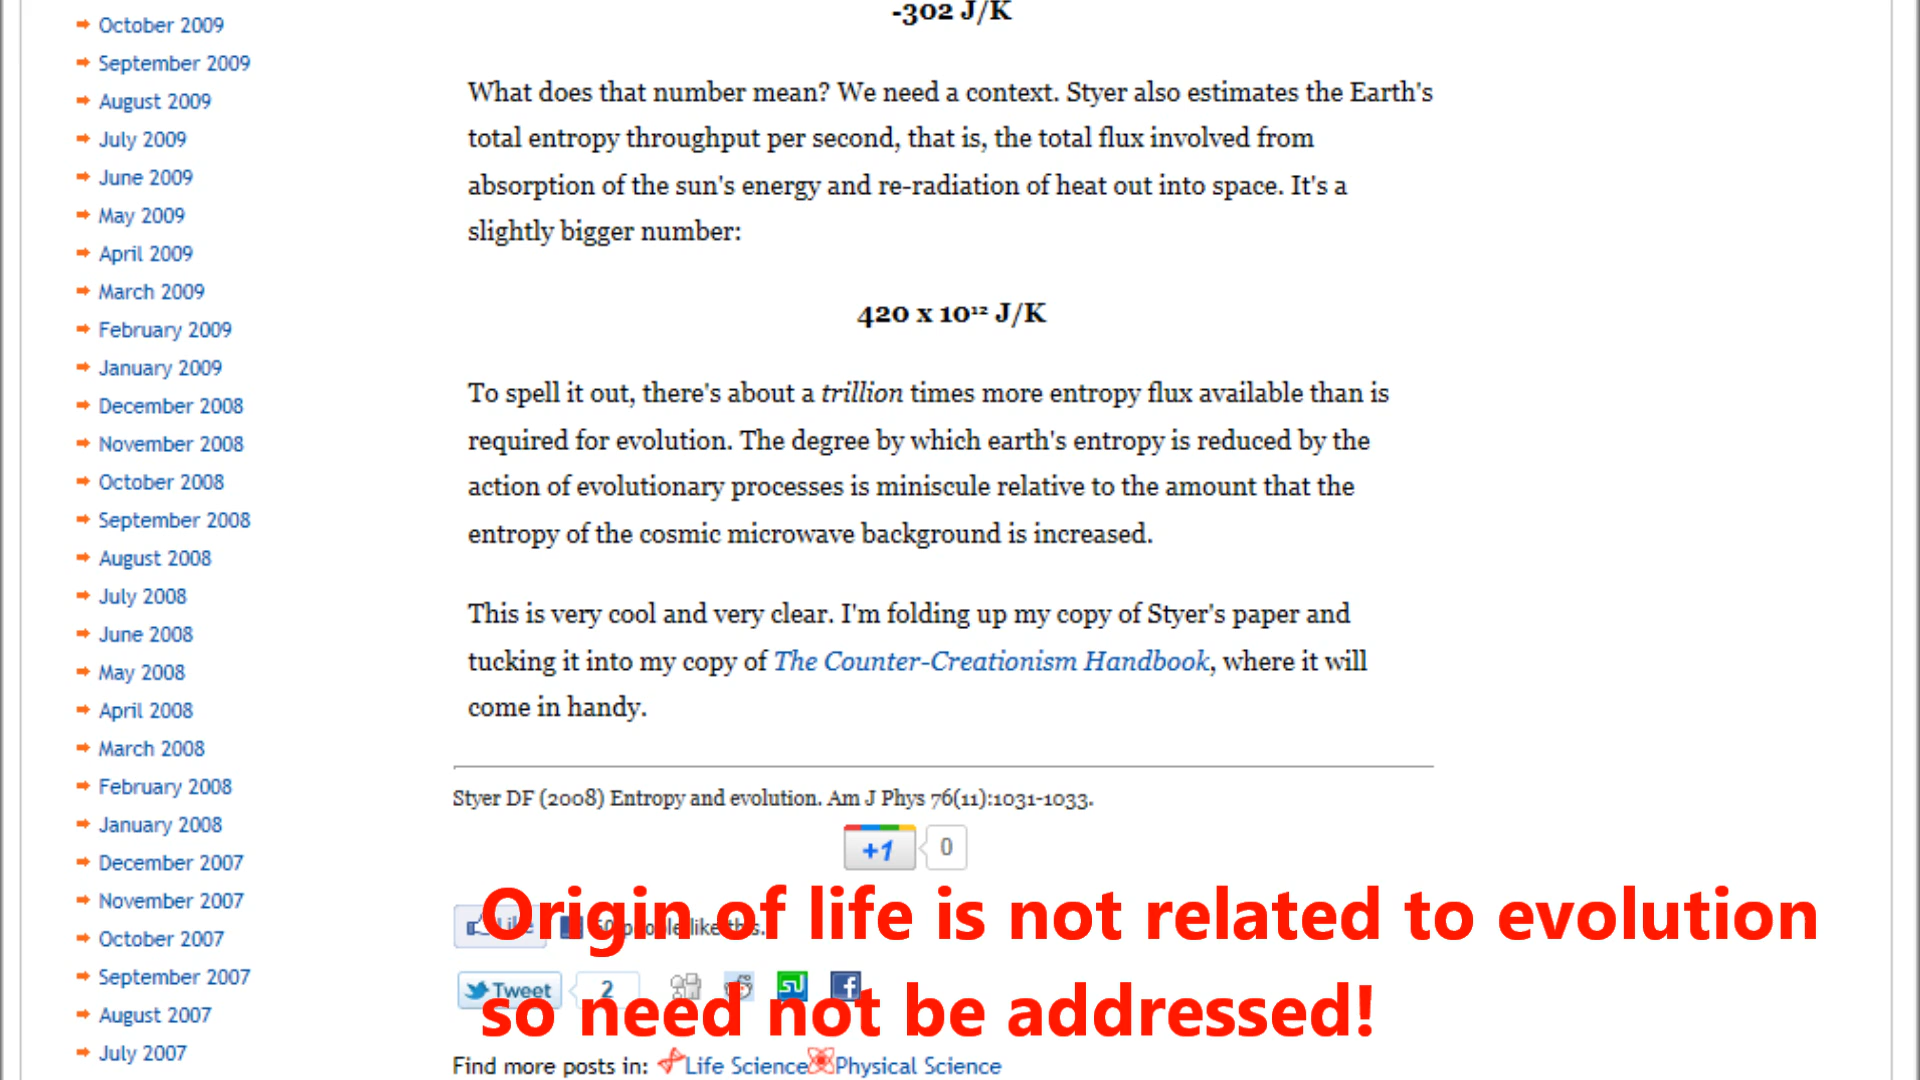 October 2009
September 2009
August 2009
July 2009
June 2009
May 2009
April 2009
March 2009
February 2009
January 2009
December 2008
November 2008
October 2008
September 2008
August 2008
July 2008
June 2008
May 2008
April 2008
March 2008
February 2008
January 2008
December 2007
November 2007
October 2007
September 2007
August 2007
July 2007
-302 J/K
What does that number mean? We need a context. Styer also estimates the Earth's
total entropy throughput per second, that is, the total flux involved from
absorption of the sun's energy and re-radiation of heat out into space. It's a
slightly bigger number:
420 x 10¹² J/K
To spell it out, there's about a trillion times more entropy flux available than is
required for evolution. The degree by which earth's entropy is reduced by the
action of evolutionary processes is miniscule relative to the amount that the
entropy of the cosmic microwave background is increased.
This is very cool and very clear. I'm folding up my copy of Styer's paper and
tucking it into my copy of The Counter-Creationism Handbook, where it will
come in handy.
Styer DF (2008) Entropy and evolution. Am J Phys 76(11):1031-1033.
+1 0
Origin of life is not related to evolution
people like this.
Tweet 2
so need not be addressed!
Find more posts in: Life Science Physical Science